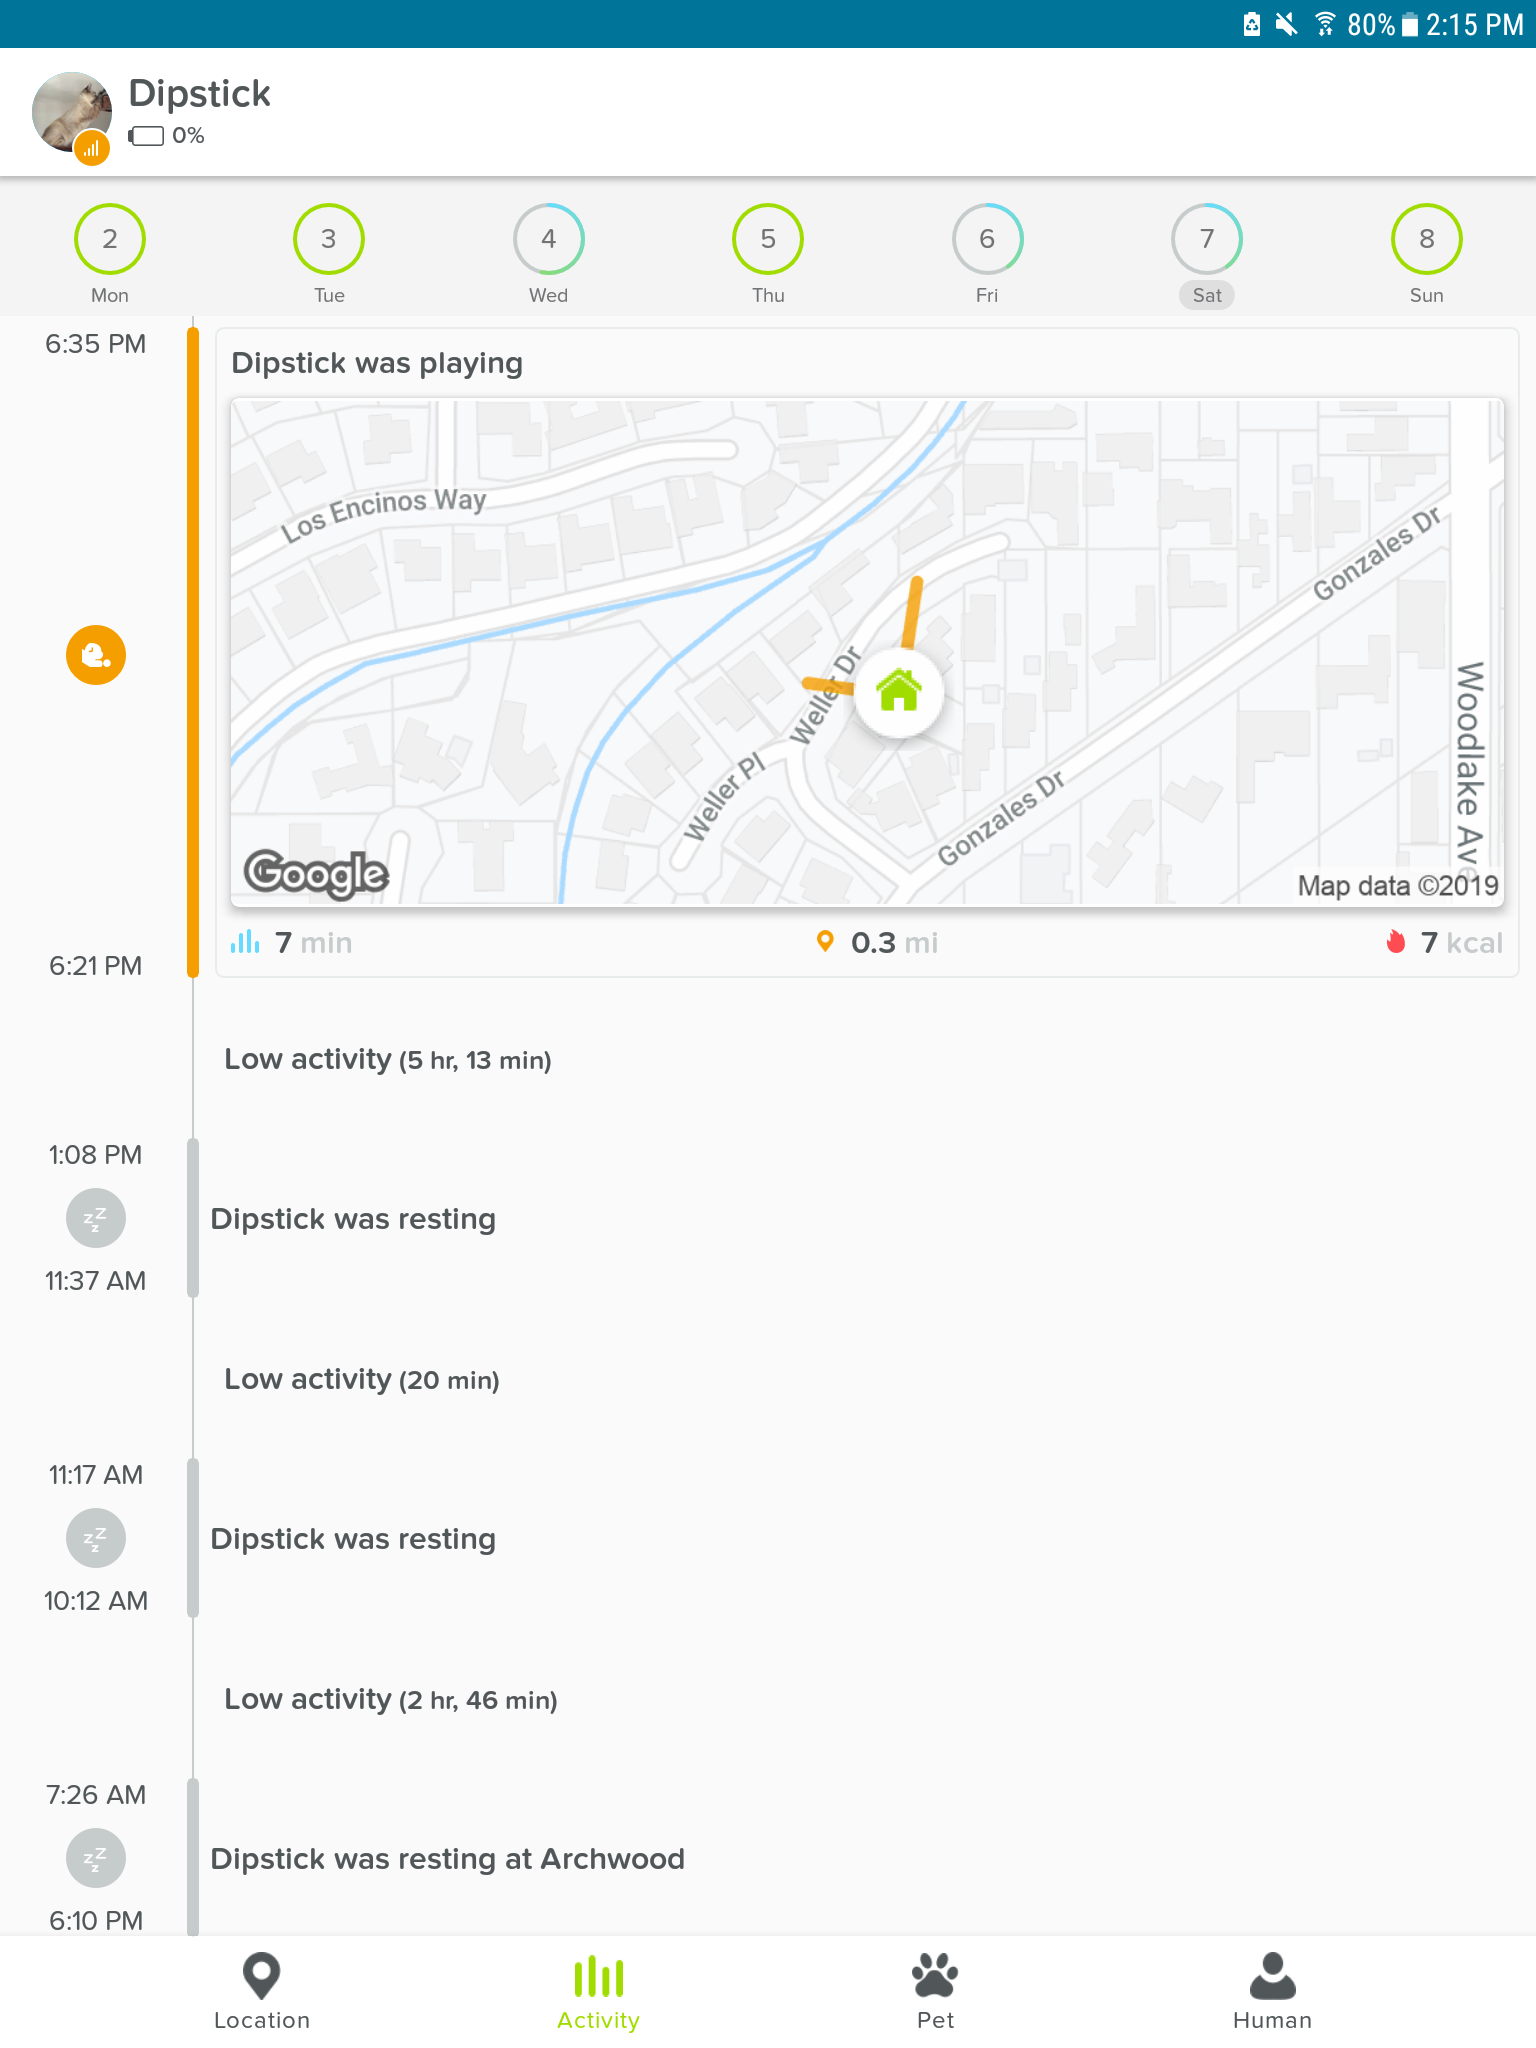 80% 2:15 PM
Dipstick
0%
2 3 4 5 6 7 8
Mon Tue Wed Thu Fri Sat Sun
6:35 PM
Dipstick was playing
Los Encinos Way
Gonzales Dr
Weller Dr
Woodlake Ave
Weller Pl
Gonzales Dr
Google
Map data ©2019
7 min 0.3 mi 7 kcal
6:21 PM
Low activity (5 hr, 13 min)
1:08 PM
zzz
Dipstick was resting
11:37 AM
Low activity (20 min)
11:17 AM
zzz
Dipstick was resting
10:12 AM
Low activity (2 hr, 46 min)
7:26 AM
zzz
Dipstick was resting at Archwood
6:10 PM
Location Activity Pet Human